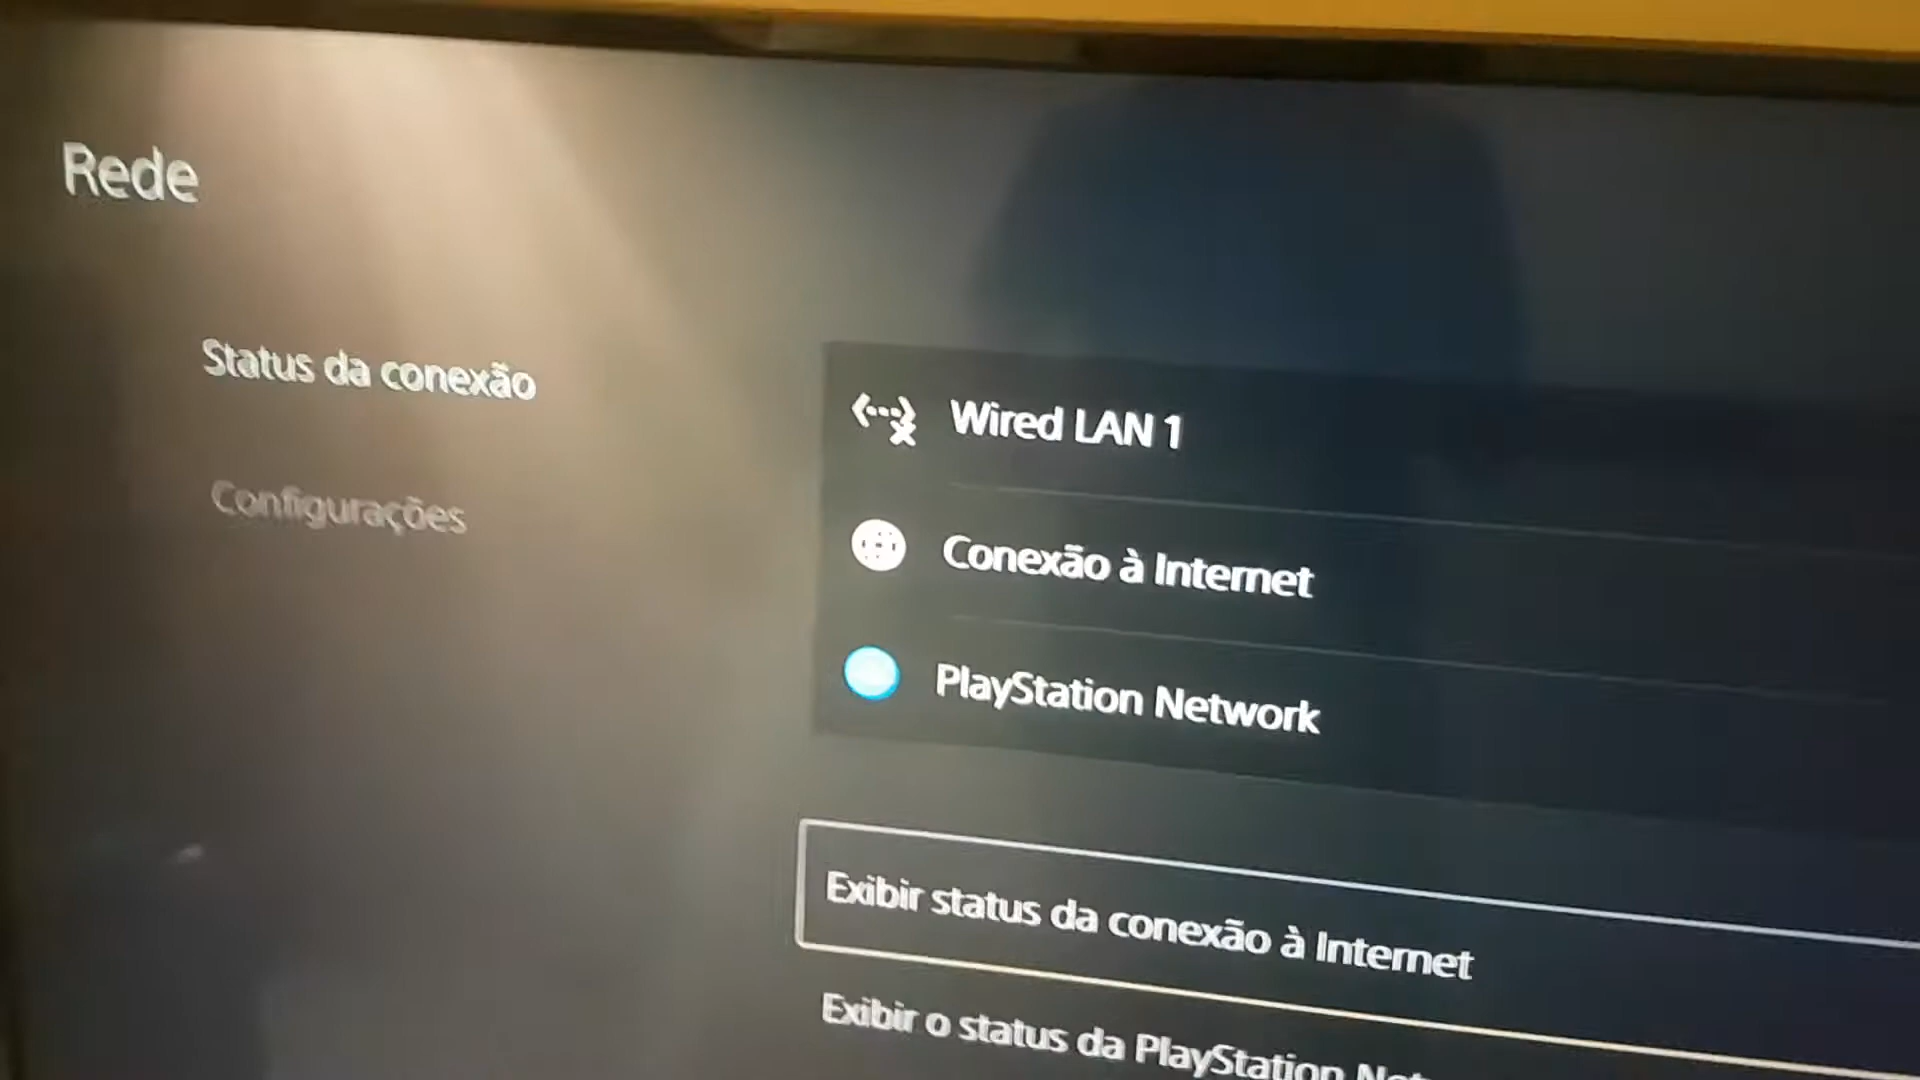 Rede
Status da conexão
Configurações
Wired LAN 1
Conexão à Internet
PlayStation Network
Exibir status da conexão à Internet
Exibir o status da PlayStation